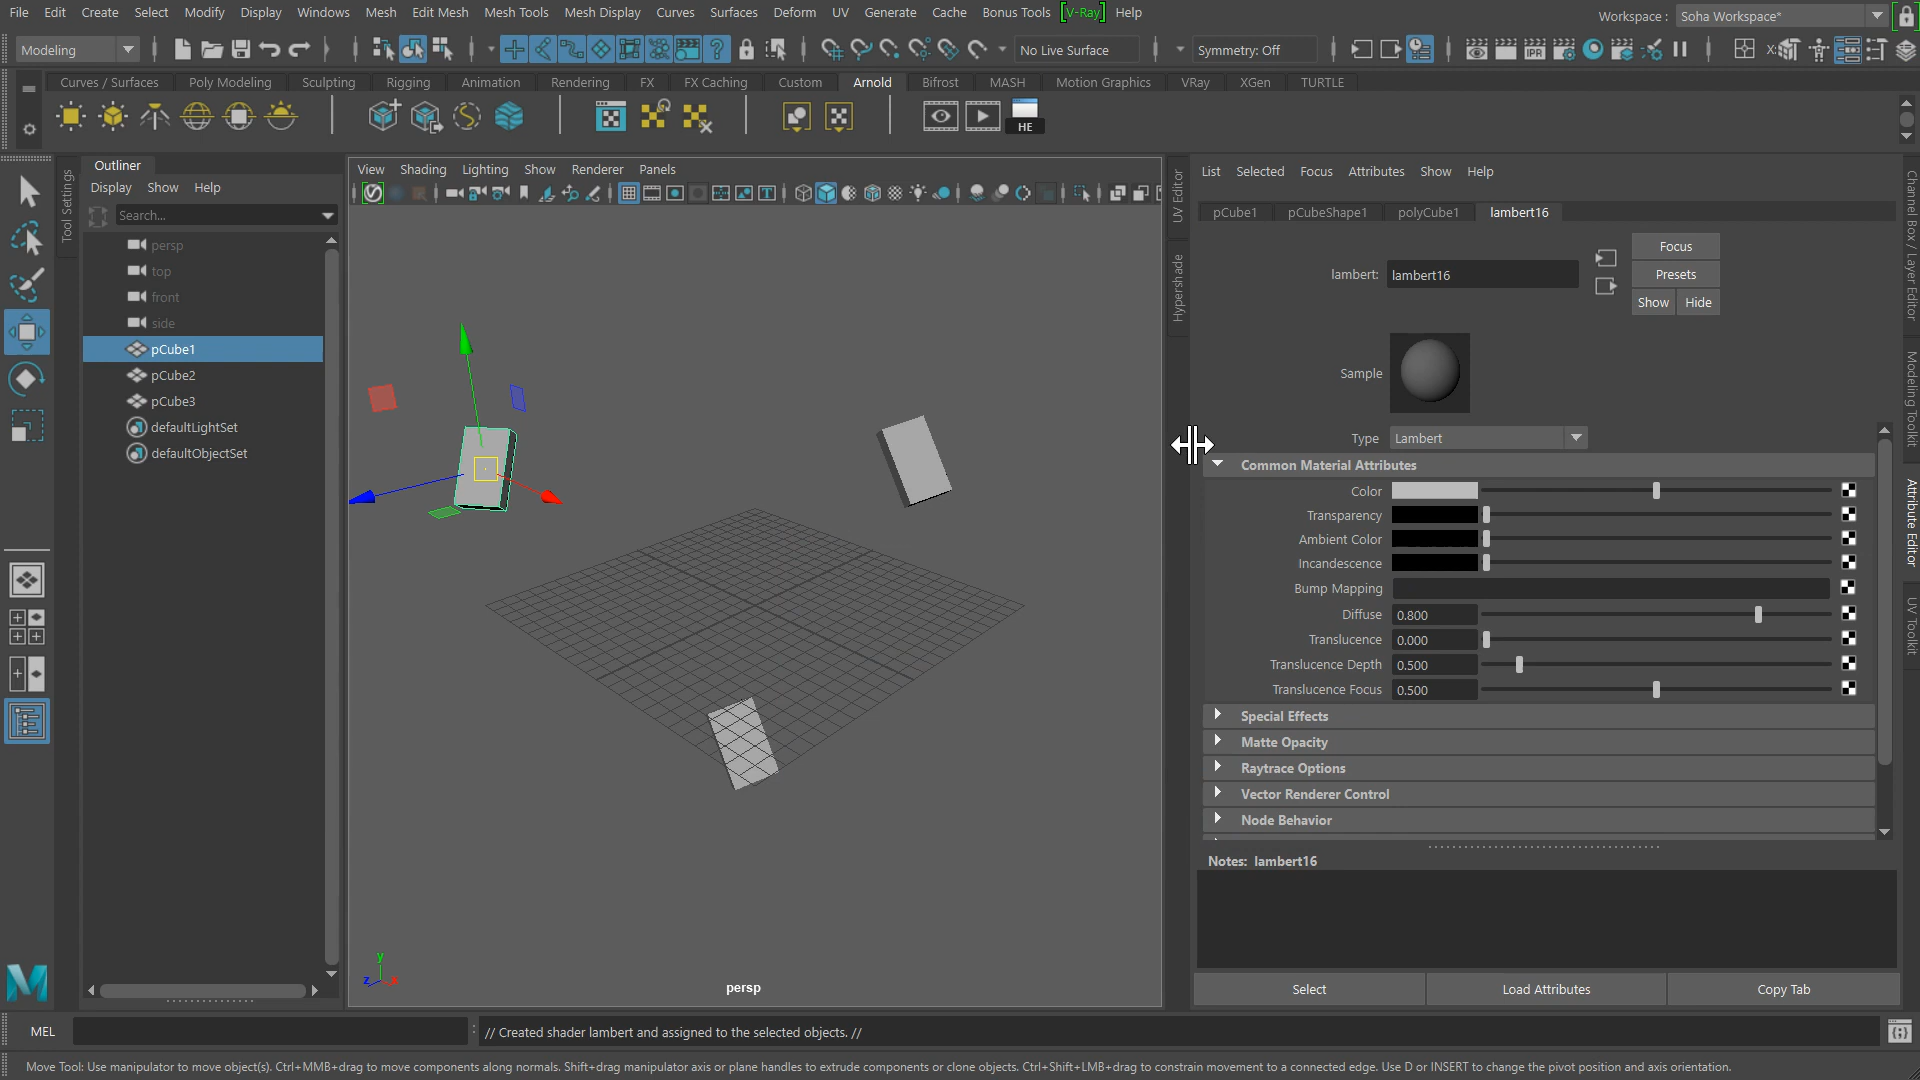 File Edit Create Select Modify Display Windows Mesh Edit Mesh Mesh Tools Mesh Display Curves Surfaces Deform UV Generate Cache Bonus Tools [V-Ray] Help
Workspace : Soha Workspace*
Modeling
No Live Surface
Symmetry: Off
IPR
Curves / Surfaces Poly Modeling Sculpting Rigging Animation Rendering FX FX Caching Custom Arnold Bifrost MASH Motion Graphics VRay XGen TURTLE
HE
Tool Settings
Outliner
Display Show Help
Search...
persp
top
front
side
pCube1
pCube2
pCube3
defaultLightSet
defaultObjectSet
View Shading Lighting Show Renderer Panels
y
z x
persp
UV Editor
Hypershade
List Selected Focus Attributes Show Help
pCube1 pCubeShape1 polyCube1 lambert16
lambert: lambert16
Focus
Presets
Show Hide
Sample
Type Lambert
Common Material Attributes
Color
Transparency
Ambient Color
Incandescence
Bump Mapping
Diffuse 0.800
Translucence 0.000
Translucence Depth 0.500
Translucence Focus 0.500
Special Effects
Matte Opacity
Raytrace Options
Vector Renderer Control
Node Behavior
Notes: lambert16
Select Load Attributes Copy Tab
Channel Box / Layer Editor
Modeling Toolkit
Attribute Editor
UV Toolkit
MEL
// Created shader lambert and assigned to the selected objects. //
Move Tool: Use manipulator to move object(s). Ctrl+MMB+drag to move components along normals. Shift+drag manipulator axis or plane handles to extrude components or clone objects. Ctrl+Shift+LMB+drag to constrain movement to a connected edge. Use D or INSERT to change the pivot position and axis orientation.